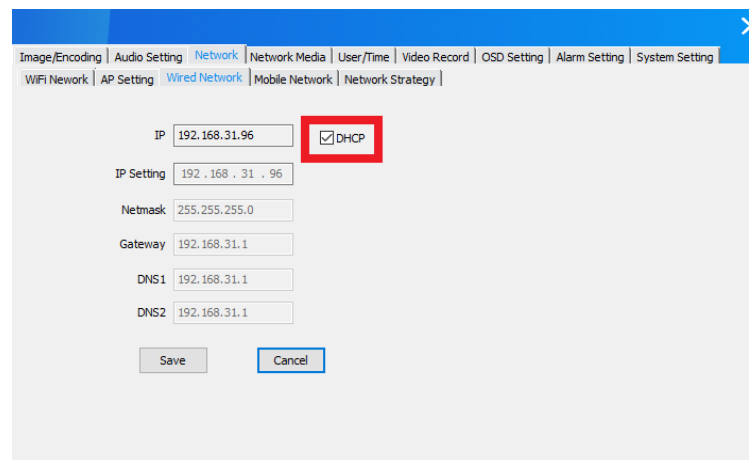 Image/Encoding Audio Setting Network Network Media User/Time Video Record OSD Setting Alarm Setting System Setting
WiFi Nework AP Setting Wired Network Mobile Network Network Strategy
IP 192.168.31.96 DHCP
IP Setting 192 . 168 . 31 . 96
Netmask 255.255.255.0
Gateway 192.168.31.1
DNS1 192.168.31.1
DNS2 192.168.31.1
Save Cancel